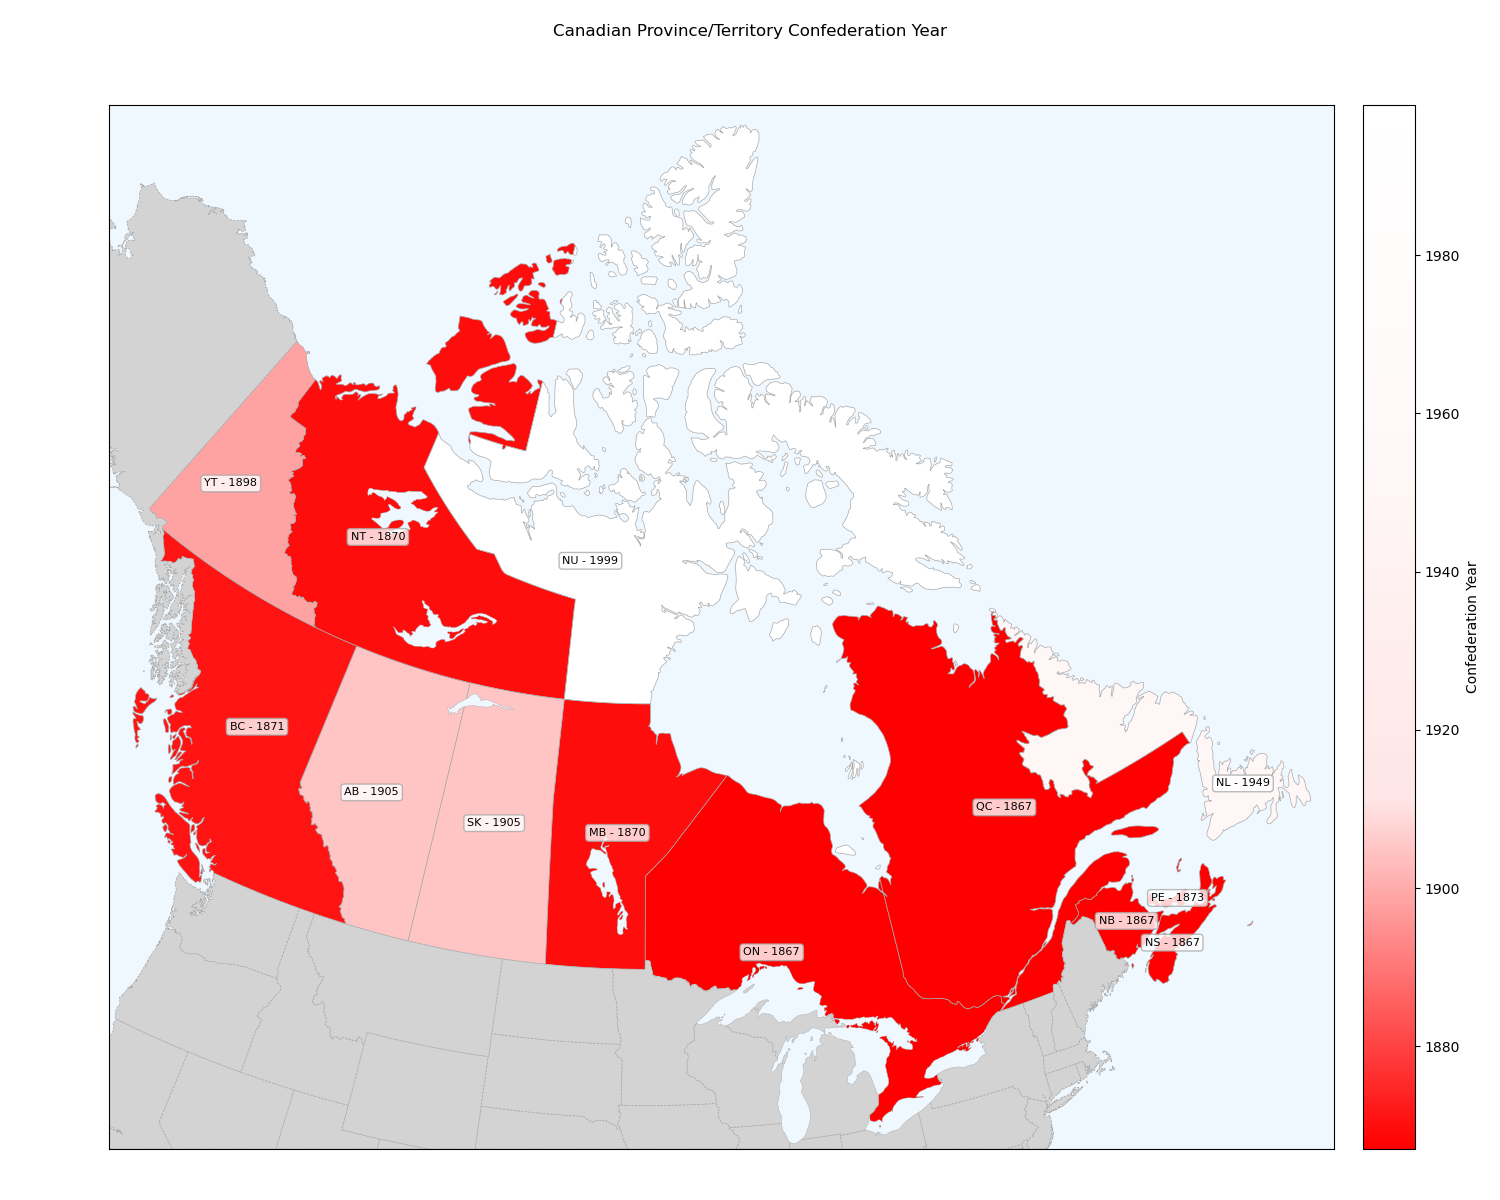 Canadian Province/Territory Confederation Year
1980
1960
YT - 1898
NT - 1870
NU - 1999
1940
Confederation Year
BC - 1871
1920
NL - 1949
AB - 1905
QC - 1867
SK - 1905
MB - 1870
1900
PE - 1873
NB - 1867
NS - 1867
ON - 1867
1880